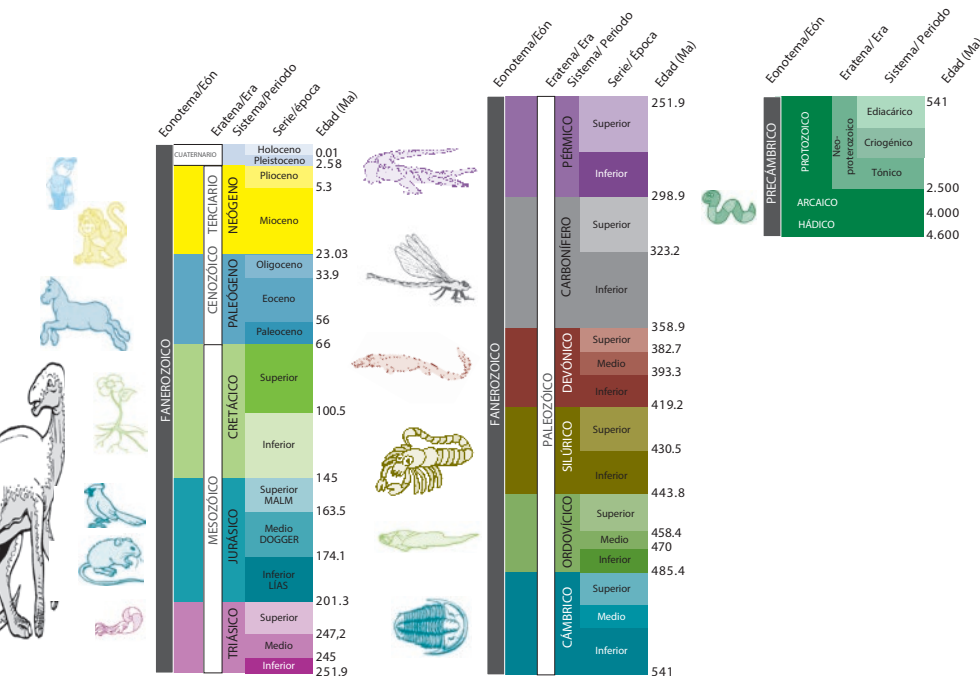 Eonotema/Eón
Eratena/Era
Sistema/Periodo
Serie/época
Edad (Ma)
FANEROZOICO
CUATERNARIO
Holoceno
0.01
Pleistoceno
2.58
CENOZÓICO
TERCIARIO
NEÓGENO
Plioceno
5.3
Mioceno
23.03
PALEÓGENO
Oligoceno
33.9
Eoceno
56
Paleoceno
66
MESOZÓICO
CRETÁCIO
Superior
100.5
Inferior
145
JURÁSICO
Superior
MALM
163.5
Medio
DOGGER
174.1
Inferior
LÍAS
201.3
TRIÁSICO
Superior
247,2
Medio
245
Inferior
251.9
Eonotema/Eón
Eratena/ Era
Sistema/ Periodo
Serie/ Época
Edad (Ma)
FANEROZOICO
PALEOZÓICO
251.9
PÉRMICO
Superior
Inferior
298.9
CARBONÍFERO
Superior
323.2
Inferior
358.9
DEVÓNICO
Superior
382.7
Medio
393.3
Inferior
419.2
SILÚRICO
Superior
430.5
Inferior
443.8
ORDOVÍCICO
Superior
458.4
Medio
470
Inferior
485.4
CÁMBRICO
Superior
Medio
Inferior
541
Eonotema/Eón
Eratena/ Era
Sistema/ Periodo
Edad (Ma)
PRECÁMBRICO
541
PROTOZOICO
Neo-
proterozoico
Ediacárico
Criogénico
Tónico
2.500
ARCAICO
4.000
HÁDICO
4.600